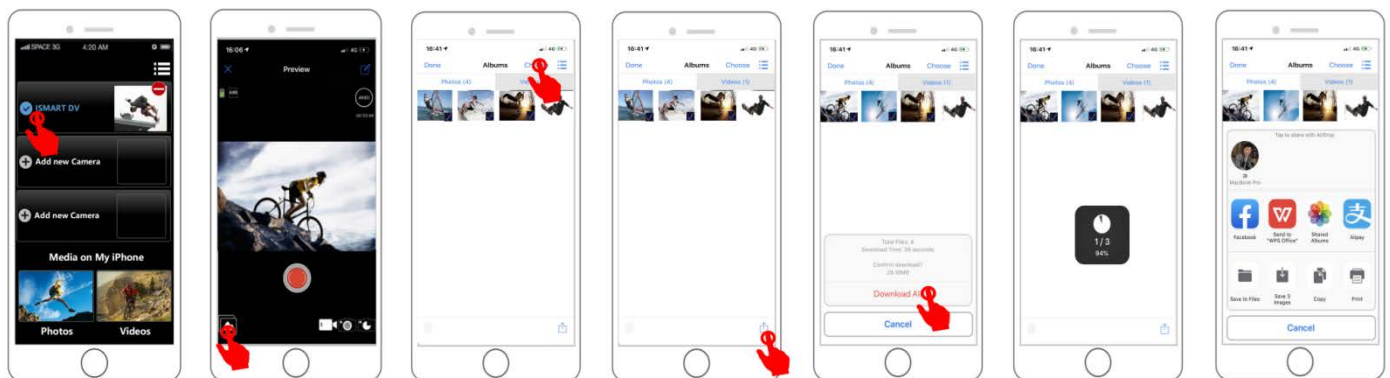 SPACE 3G 4:20 AM
ISMART DV
Add new Camera
Add new Camera
Media on My iPhone
Photos Videos
16:06
Preview
16:41 4G
Done Albums
Photos (4)
16:41 4G
Done Albums Choose
Photos (4) Videos (1)
16:41 4G
Done Albums Choose
Photos (4) Videos (1)
Total Files: 4
Confirm download?
Download All
Cancel
16:41 4G
Done Albums Choose
Photos (4) Videos (1)
1 / 3
94%
16:41 4G
Done Albums Choose
Photos (4) Videos (1)
Tap to share with AirDrop
MacBook Pro
Facebook
Send to
"WPS Office"
Shared
Albums
Alipay
Save to Files
Save 5
Images
Copy
Print
Cancel